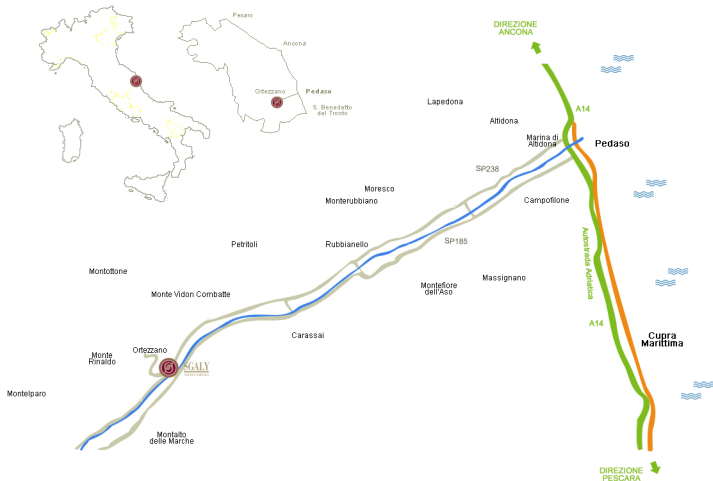 Pesaro
Ancona
Ortezzano
Pedaso
S. Benedetto
del Tronto
DIREZIONE
ANCONA
A14
Lapedona
Altidona
Marina di
Altidona
Pedaso
SP238
Moresco
Monterubbiano
Campofilone
SP185
Petritoli
Rubbianello
Autostrada Adriatica
Montottone
Massignano
Montefiore
dell'Aso
Monte Vidon Combatte
A14
Carassai
Cupra
Marittima
Ortezzano
Monte
Rinaldo
SGALY
Montelparo
Montalto
delle Marche
DIREZIONE
PESCARA